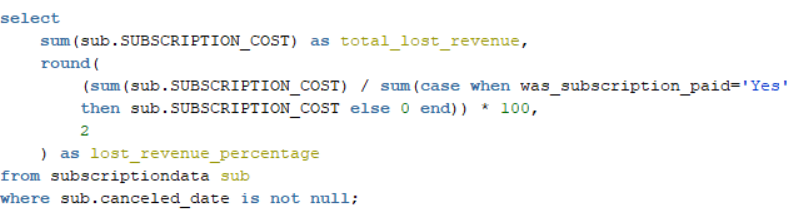 select
sum(sub.SUBSCRIPTION_COST) as total_lost_revenue,
round(
(sum(sub.SUBSCRIPTION_COST) / sum(case when was_subscription_paid='Yes'
then sub.SUBSCRIPTION_COST else 0 end)) * 100,
2
) as lost_revenue_percentage
from subscriptiondata sub
where sub.canceled_date is not null;